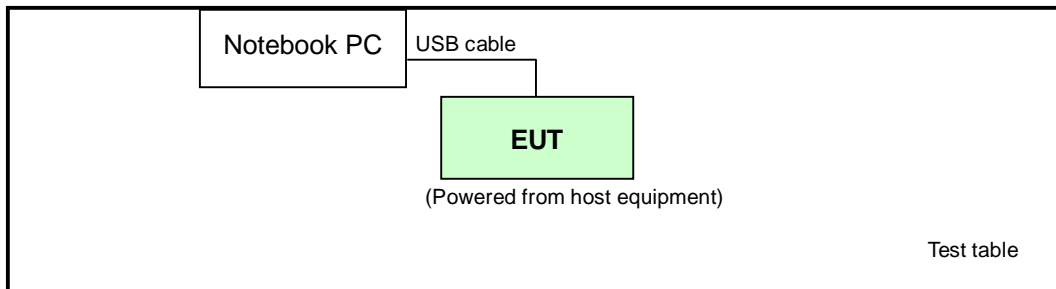 Notebook PC
USB cable
EUT
(Powered from host equipment)
Test table